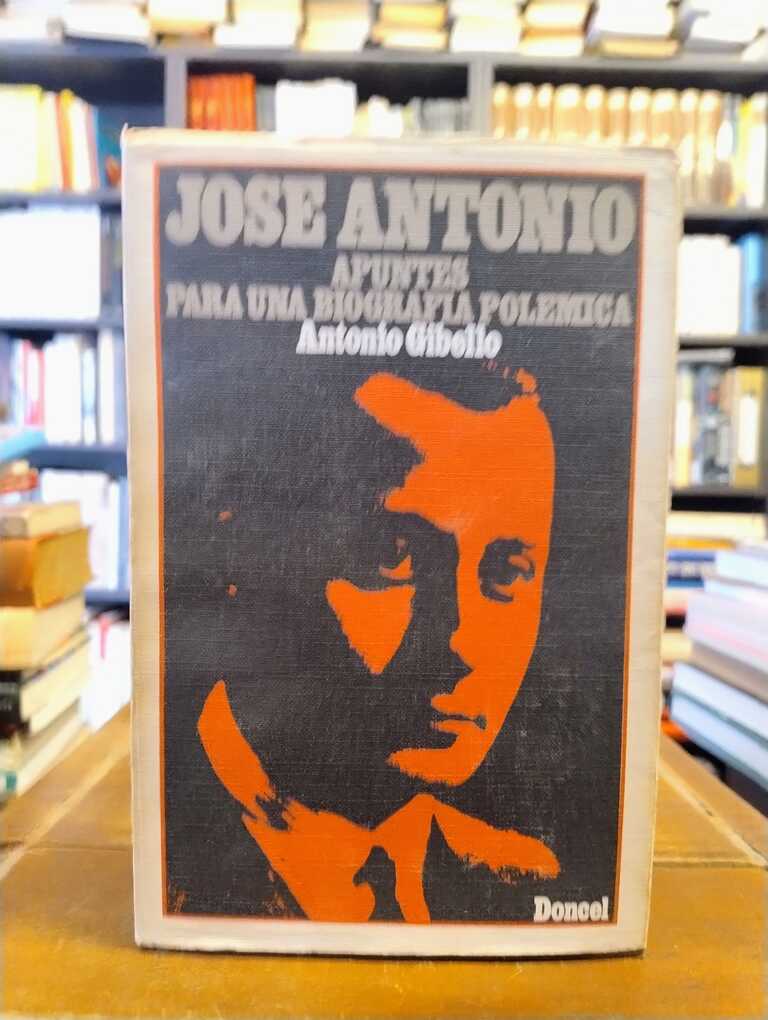 JOSE ANTONIO
APUNTES
PARA UNA BIOGRAFIA POLEMICA
Antonio Gibello
Doncel